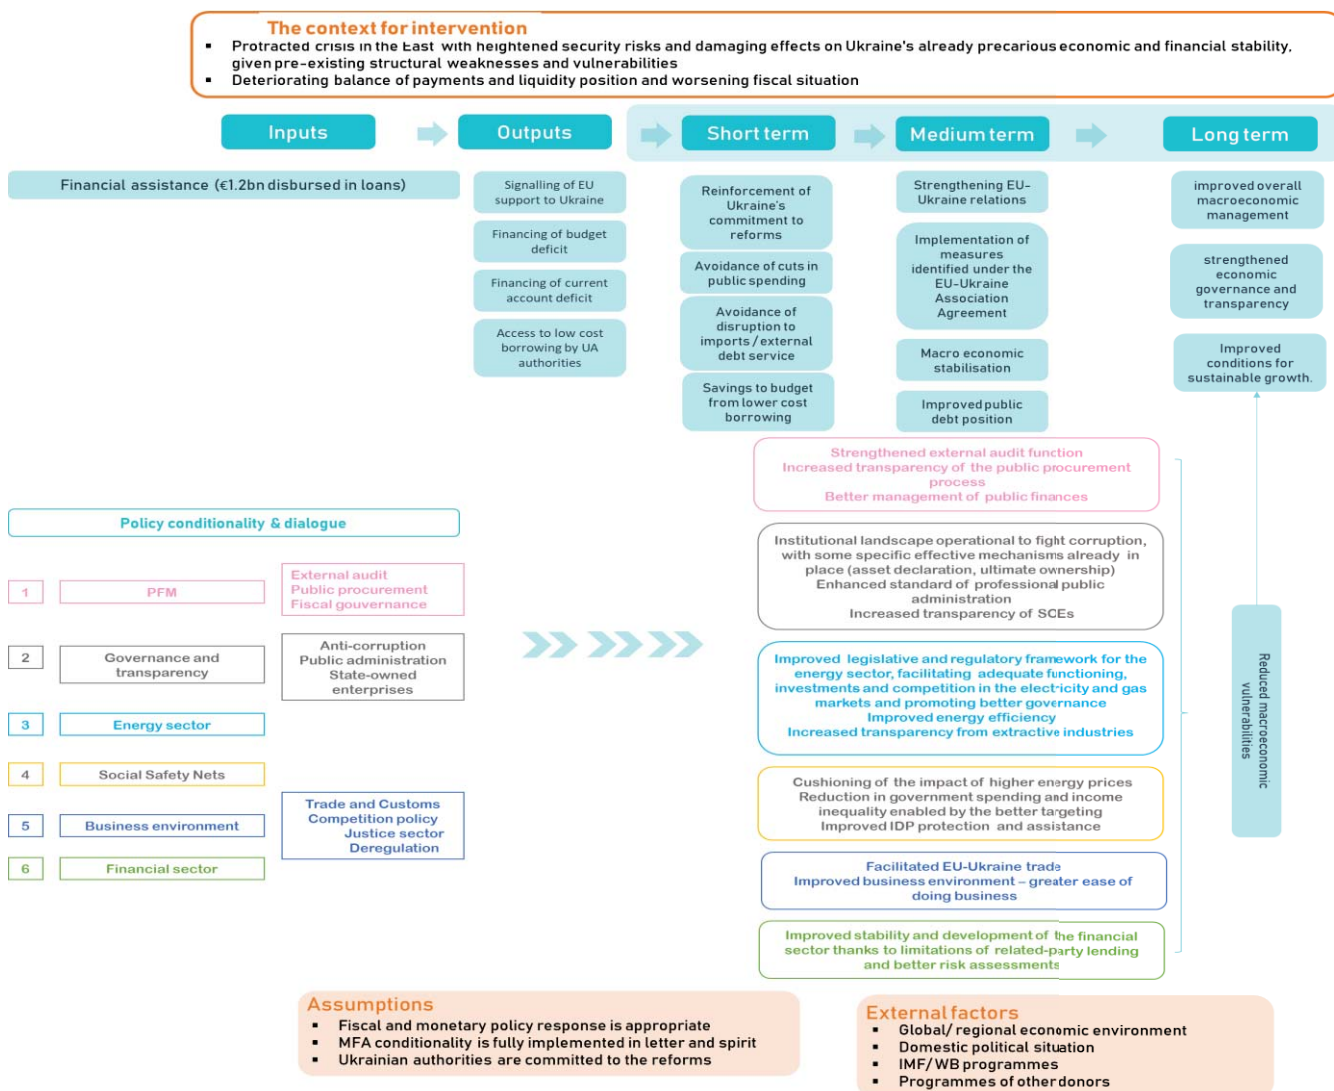 The context for intervention
▪ Protracted crisis in the East with heightened security risks and damaging effects on Ukraine's already precarious economic and financial stability,
given pre-existing structural weaknesses and vulnerabilities
▪ Deteriorating balance of payments and liquidity position and worsening fiscal situation
Inputs
Outputs
Short term
Medium term
Long term
Financial assistance (€1.2bn disbursed in loans)
Signalling of EU
support to Ukraine
Financing of budget
deficit
Financing of current
account deficit
Access to low cost
borrowing by UA
authorities
Reinforcement of
Ukraine's
commitment to
reforms
Avoidance of cuts in
public spending
Avoidance of
disruption to
imports / external
debt service
Savings to budget
from lower cost
borrowing
Strengthening EU-
Ukraine relations
Implementation of
measures
identified under the
EU-Ukraine
Association
Agreement
Macro economic
stabilisation
Improved public
debt position
improved overall
macroeconomic
management
strengthened
economic
governance and
transparency
Improved
conditions for
sustainable growth.
Policy conditionality & dialogue
1
PFM
External audit
Public procurement
Fiscal gouvernance
2
Governance and
transparency
Anti-corruption
Public administration
State-owned
enterprises
3
Energy sector
4
Social Safety Nets
5
Business environment
Trade and Customs
Competition policy
Justice sector
Deregulation
6
Financial sector
Strengthened external audit function
Increased transparency of the public procurement
process
Better management of public finances
Institutional landscape operational to fight corruption,
with some specific effective mechanisms already in
place (asset declaration, ultimate ownership)
Enhanced standard of professional public
administration
Increased transparency of SCEs
Improved legislative and regulatory framework for the
energy sector, facilitating adequate functioning,
investments and competition in the electricity and gas
markets and promoting better governance
Improved energy efficiency
Increased transparency from extractive industries
Cushioning of the impact of higher energy prices
Reduction in government spending and income
inequality enabled by the better targeting
Improved IDP protection and assistance
Facilitated EU-Ukraine trade
Improved business environment – greater ease of
doing business
Improved stability and development of the financial
sector thanks to limitations of related-party lending
and better risk assessments
Reduced macroeconomic
vulnerabilities
Assumptions
▪ Fiscal and monetary policy response is appropriate
▪ MFA conditionality is fully implemented in letter and spirit
▪ Ukrainian authorities are committed to the reforms
External factors
▪ Global/ regional economic environment
▪ Domestic political situation
▪ IMF/WB programmes
▪ Programmes of other donors